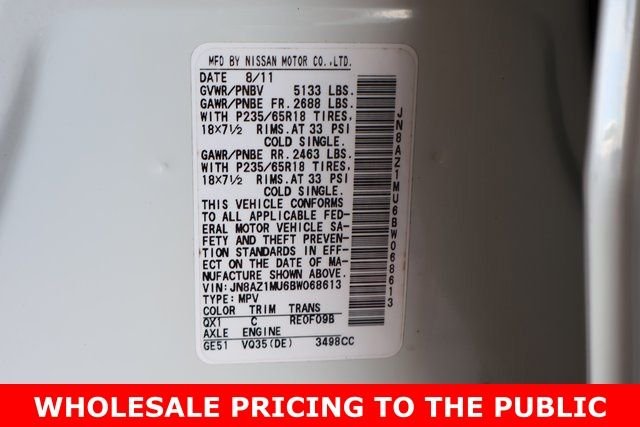 MFD BY NISSAN MOTOR CO.,LTD.
DATE 8/11
GVWR/PNBV 5133 LBS.
GAWR/PNBE FR. 2688 LBS.
WITH P235/65R18 TIRES,
18×7½ RIMS.AT 33 PSI
COLD SINGLE.
GAWR/PNBE RR. 2463 LBS.
WITH P235/65R18 TIRES,
18×7½ RIMS.AT 33 PSI
COLD SINGLE.
THIS VEHICLE CONFORMS
TO ALL APPLICABLE FED-
ERAL MOTOR VEHICLE SA-
FETY AND THEFT PREVEN-
TION STANDARDS IN EFF-
ECT ON THE DATE OF MA-
NUFACTURE SHOWN ABOVE.
VIN:JN8AZ1MU6BW068613
TYPE:MPV
COLOR TRIM TRANS
QX1 C RE0F09B
AXLE ENGINE
GE51 VQ35(DE) 3498CC
JN8AZ1MU6BW068613
WHOLESALE PRICING TO THE PUBLIC